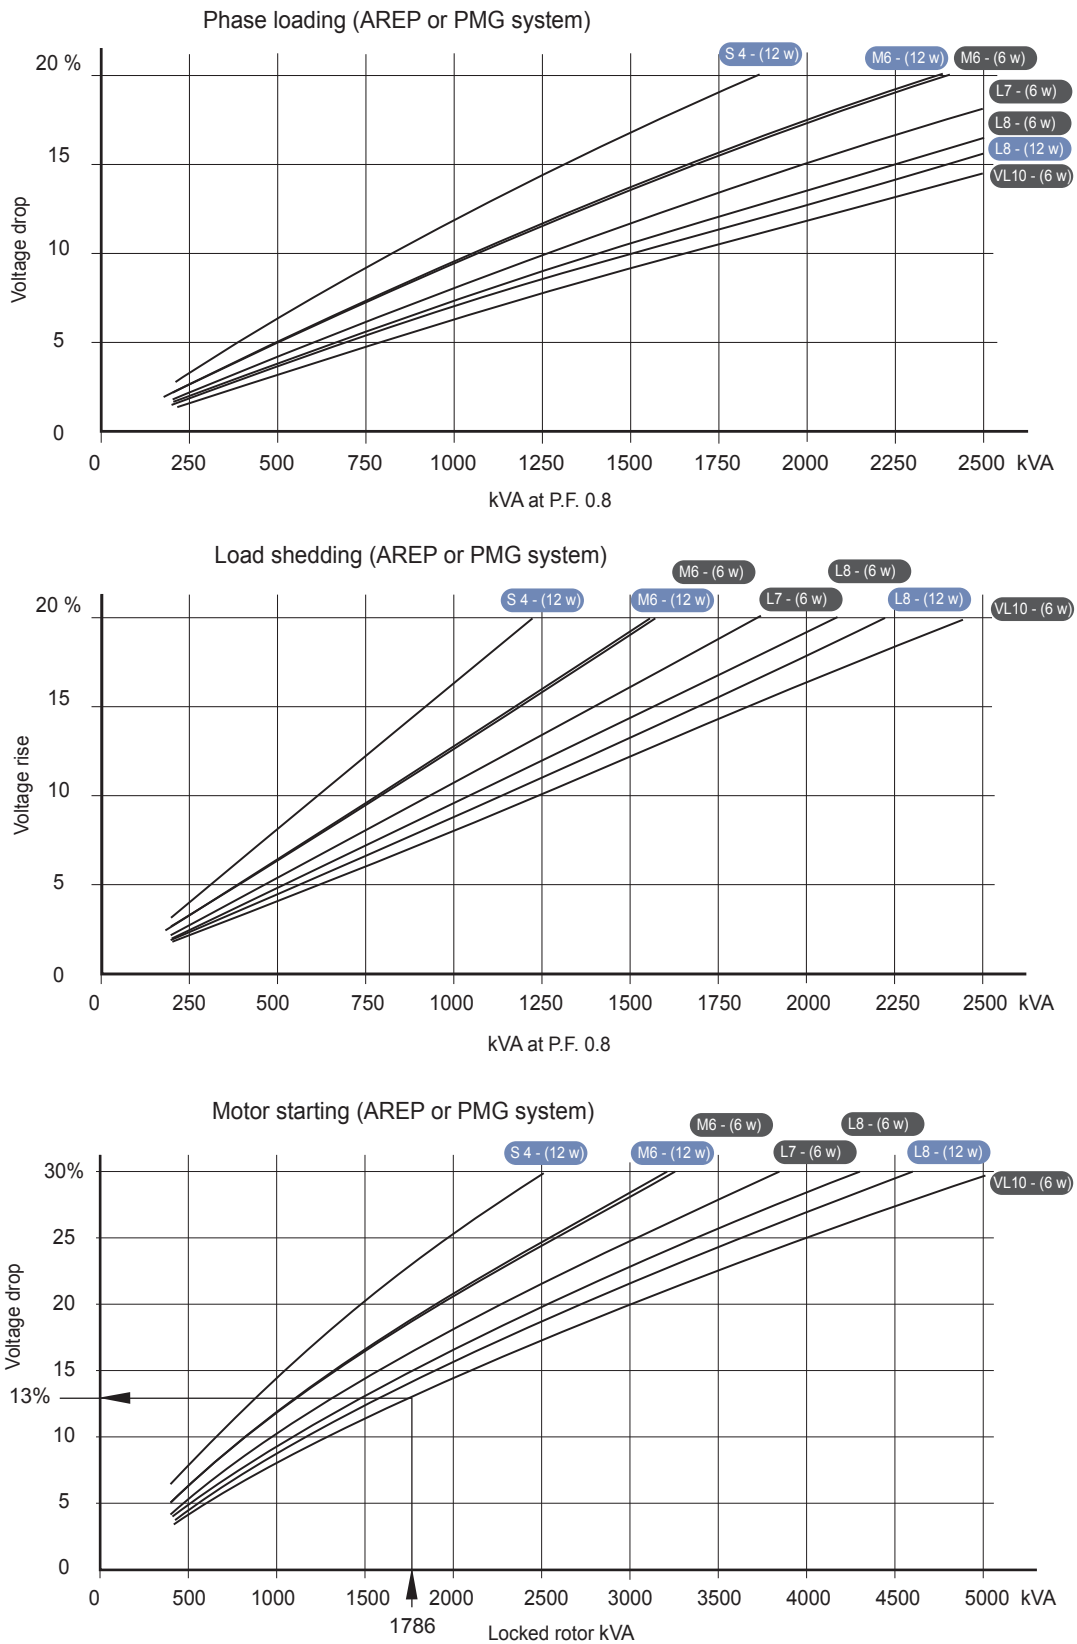 Phase loading (AREP or PMG system)
S 4 - (12 w)
M6 - (12 w)
M6 - (6 w)
L7 - (6 w)
L8 - (6 w)
L8 - (12 w)
VL10 - (6 w)
20 %
15
10
5
0
Voltage drop
0 250 500 750 1000 1250 1500 1750 2000 2250 2500 kVA
kVA at P.F. 0.8
Load shedding (AREP or PMG system)
M6 - (6 w)
L8 - (6 w)
S 4 - (12 w)
M6 - (12 w)
L7 - (6 w)
L8 - (12 w)
VL10 - (6 w)
20 %
15
10
5
0
Voltage rise
0 250 500 750 1000 1250 1500 1750 2000 2250 2500 kVA
kVA at P.F. 0.8
Motor starting (AREP or PMG system)
M6 - (6 w)
L8 - (6 w)
S 4 - (12 w)
M6 - (12 w)
L7 - (6 w)
L8 - (12 w)
VL10 - (6 w)
30%
25
20
15
13%
10
5
0
Voltage drop
0 500 1000 1500 2000 2500 3000 3500 4000 4500 5000 kVA
1786
Locked rotor kVA